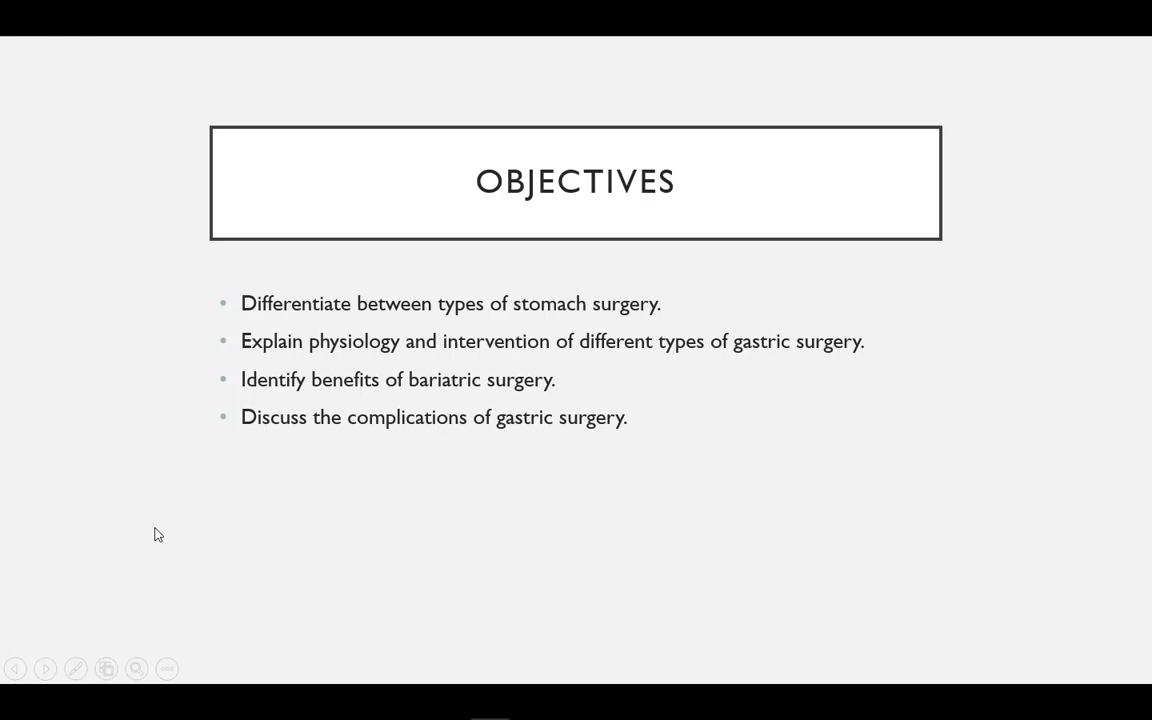 OBJECTIVES
• Differentiate between types of stomach surgery.
• Explain physiology and intervention of different types of gastric surgery.
• Identify benefits of bariatric surgery.
• Discuss the complications of gastric surgery.